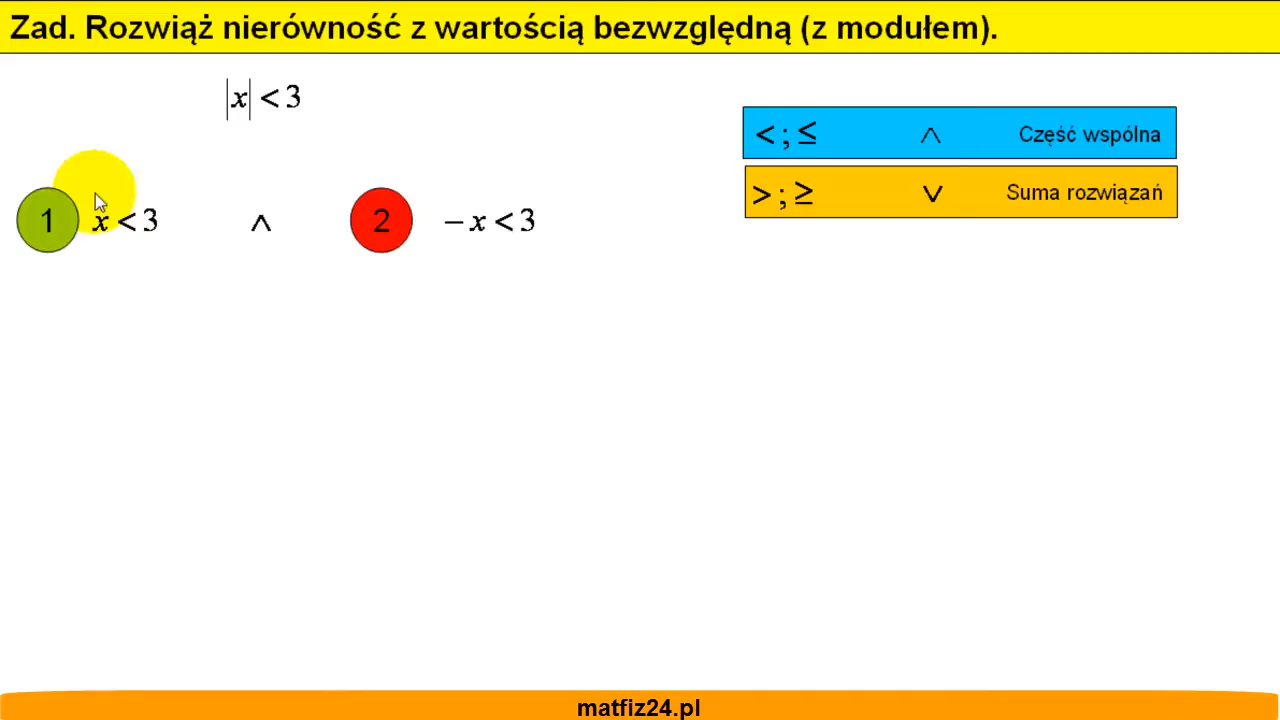 Zad. Rozwiąż nierówność z wartością bezwzględną (z modułem).
|x| < 3
< ; ≤ ∧ Część wspólna
> ; ≥ ∨ Suma rozwiązań
1 x < 3 ∧ 2 − x < 3
matfiz24.pl